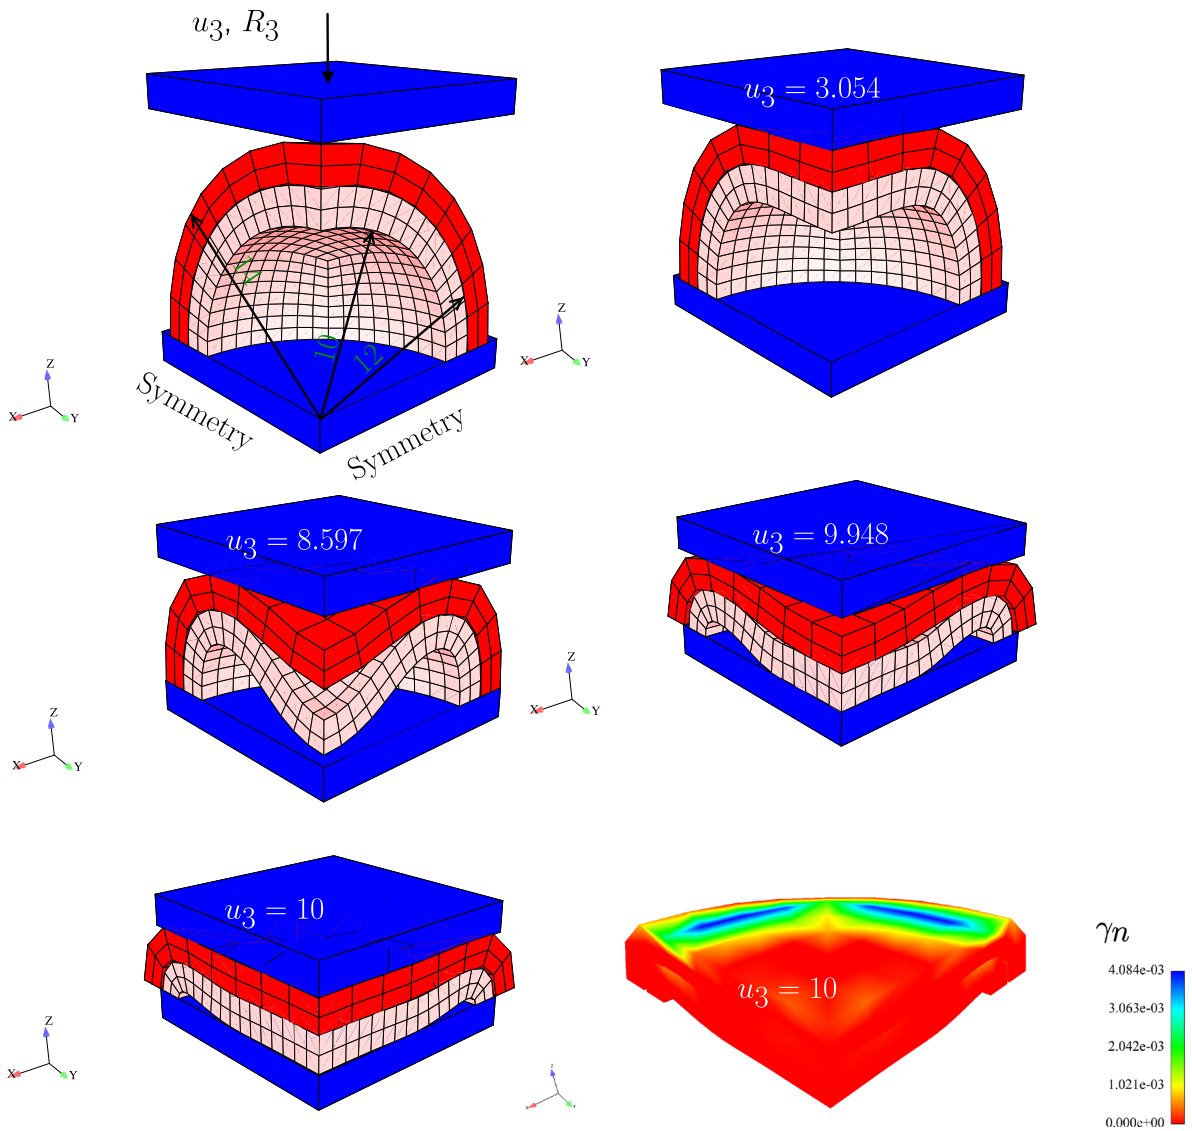 u₃, R₃
10
12
Symmetry
Symmetry
Z
X
Y
u₃ = 3.054
Z
X
Y
u₃ = 8.597
Z
X
Y
u₃ = 9.948
Z
X
Y
u₃ = 10
Z
X
Y
u₃ = 10
γn
4.084e-03
3.063e-03
2.042e-03
1.021e-03
0.000e+00